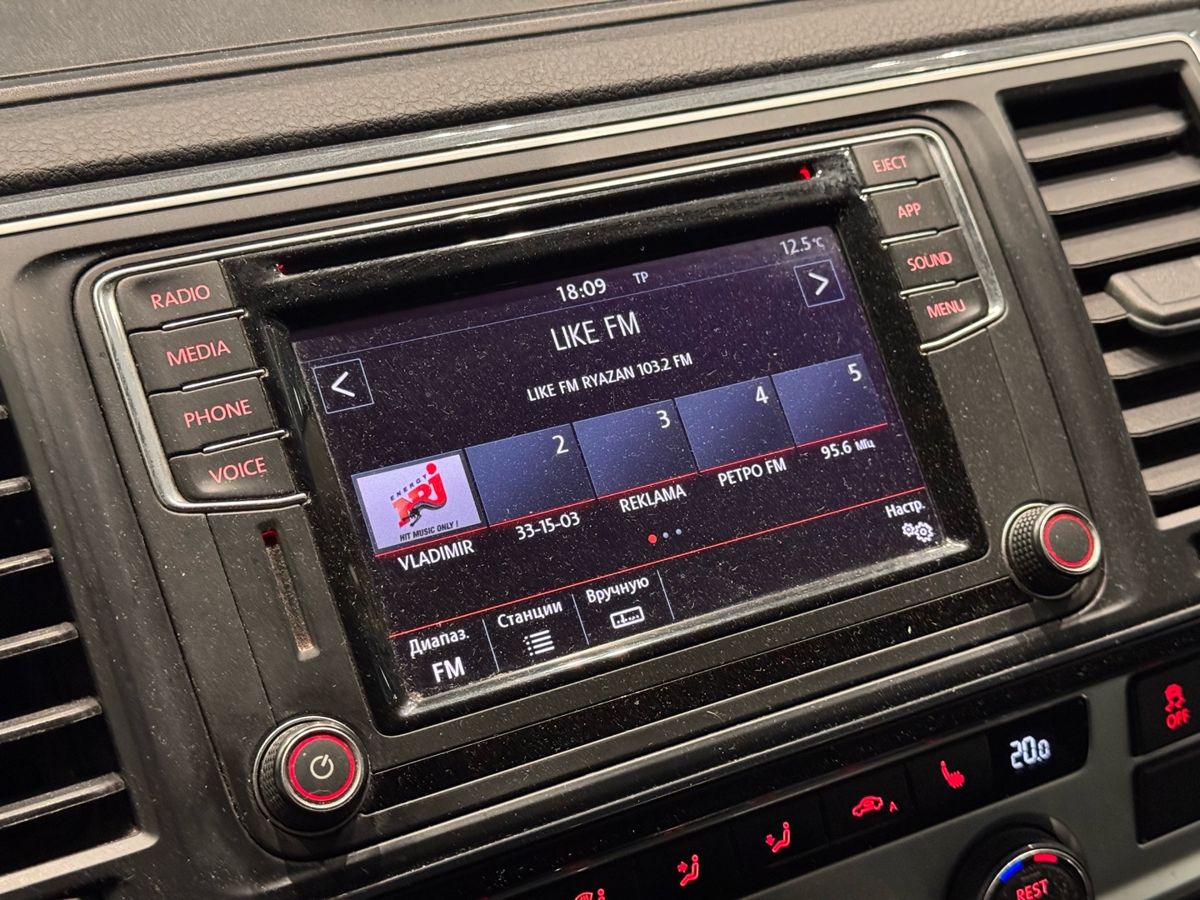 EJECT
APP
SOUND
MENU
RADIO
MEDIA
PHONE
VOICE
18:09 TP 12.5°C
< LIKE FM >
LIKE FM RYAZAN 103.2 FM
2 3 4 5
ENERGY
NRJ
HIT MUSIC ONLY !
VLADIMIR 33-15-03 REKLAMA РЕТРО FM 95.6 МГц
Диапаз. Станции Вручную Настр.
FM
OFF
20.0
A
REST